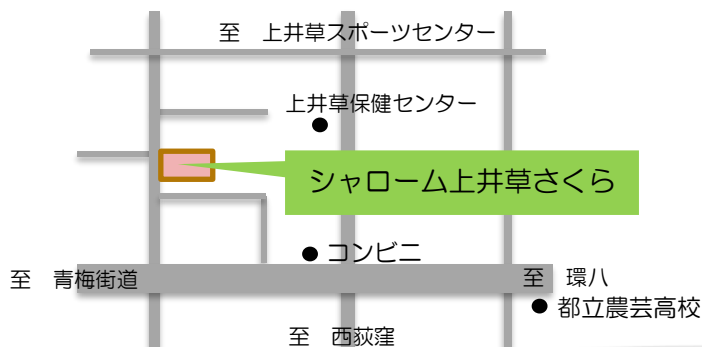 至　上井草スポーツセンター
上井草保健センター
シャローム上井草さくら
コンビニ
至　青梅街道
至　環八
都立農芸高校
至　西荻窪